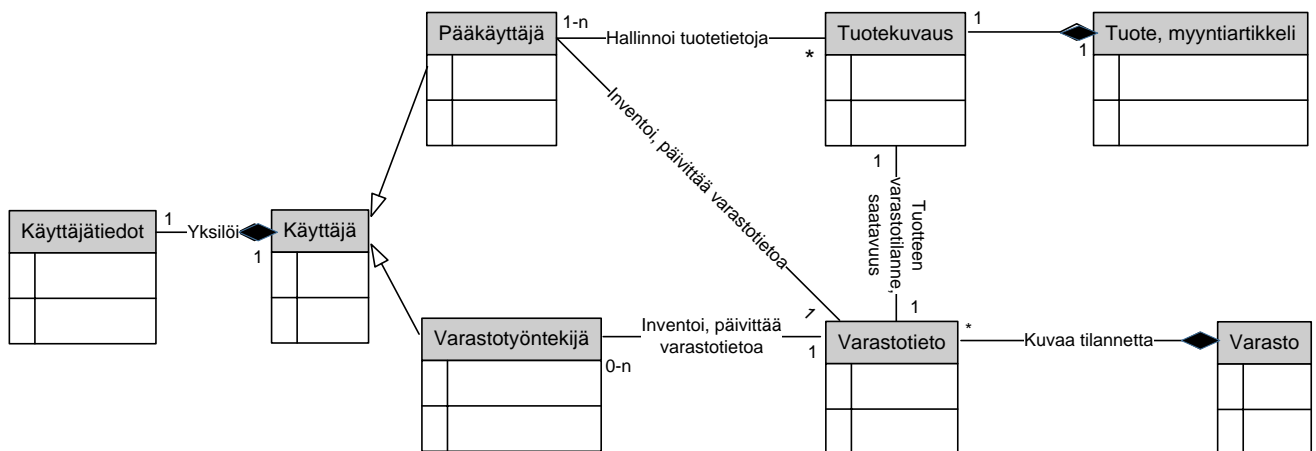 Pääkäyttäjä
1-n
Hallinnoi tuotetietoja
*
Tuotekuvaus
1
1
Tuote, myyntiartikkeli
Inventoi, päivittää varastotietoa
1
Tuotteen
varastotilanne,
saatavuus
1
Käyttäjätiedot
1
Yksilöi
1
Käyttäjä
Varastotyöntekijä
0-n
Inventoi, päivittää
varastotietoa
1
1
Varastotieto
*
Kuvaa tilannetta
Varasto